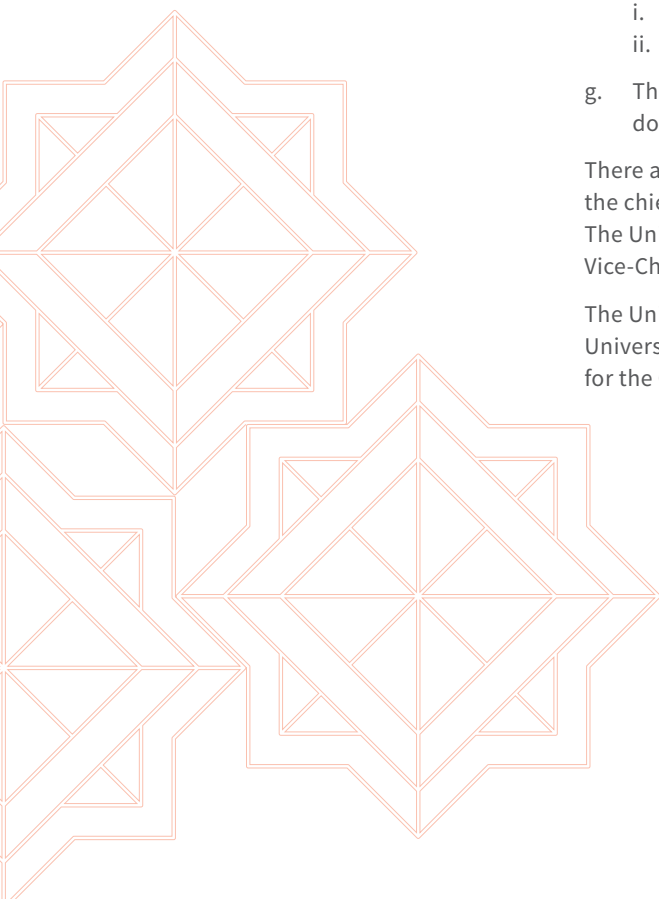 i.
ii.
g. Th
do
There a
the chie
The Un
Vice-Ch
The Un
Univers
for the